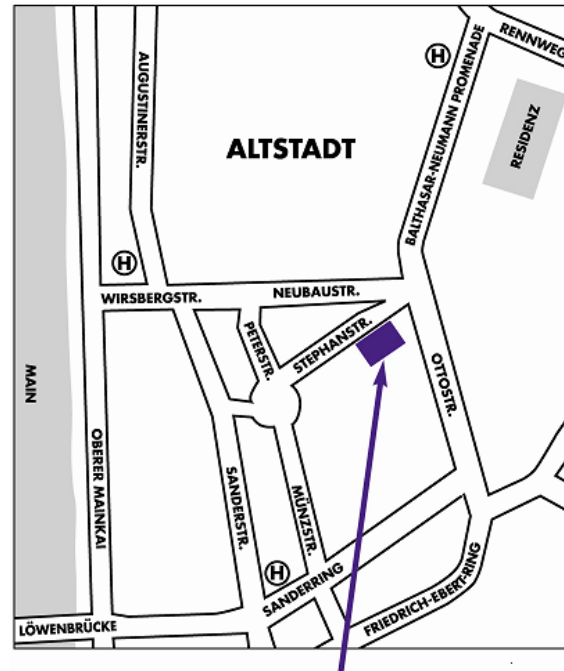 RENNWEG
H
AUGUSTINERSTR.
BALTHASAR-NEUMANN PROMENADE
RESIDENZ
ALTSTADT
H
WIRSBERGSTR.
NEUBAUSTR.
PETERSTR.
STEPHANSTR.
MAIN
OTTOSTR.
OBERER MAINKAI
SANDERSTR.
MÜNZSTR.
H
SANDERRING
FRIEDRICH-EBERT-RING
LÖWENBRÜCKE